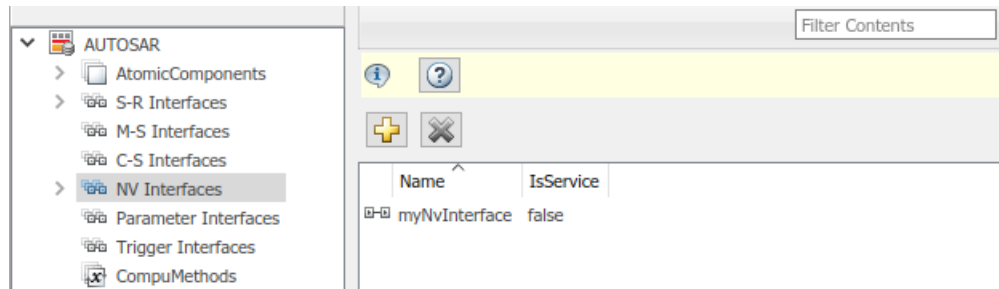 Filter Contents
AUTOSAR
AtomicComponents
S-R Interfaces
M-S Interfaces
C-S Interfaces
NV Interfaces
Parameter Interfaces
Trigger Interfaces
CompuMethods
Name IsService
myNvInterface false